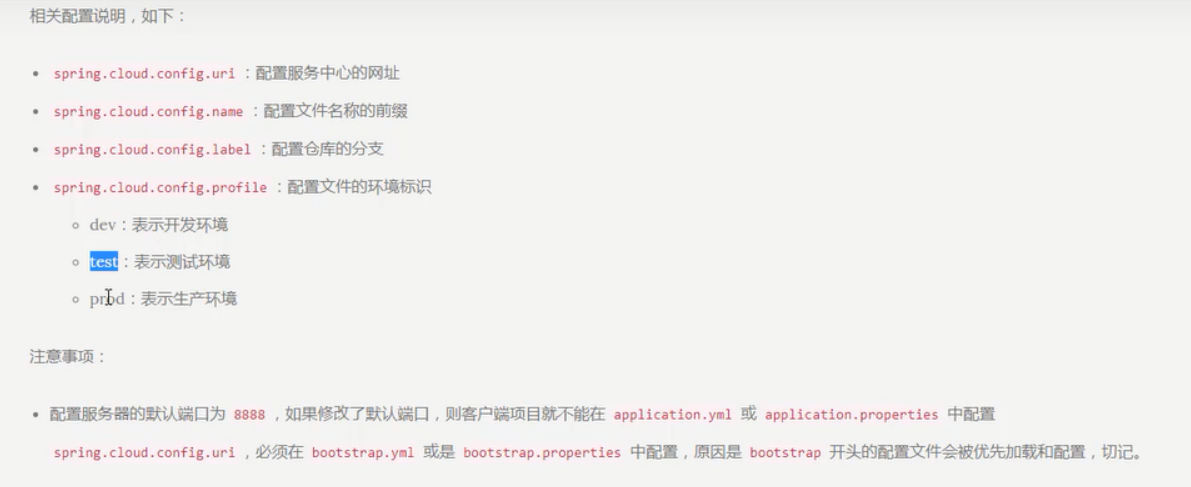 相关配置说明，如下：
spring.cloud.config.uri ：配置服务中心的网址
spring.cloud.config.name ：配置文件名称的前缀
spring.cloud.config.label ：配置仓库的分支
spring.cloud.config.profile ：配置文件的环境标识
dev：表示开发环境
test：表示测试环境
prod：表示生产环境
注意事项：
配置服务器的默认端口为 8888 ，如果修改了默认端口，则客户端项目就不能在 application.yml 或 application.properties 中配置
spring.cloud.config.uri ，必须在 bootstrap.yml 或是 bootstrap.properties 中配置，原因是 bootstrap 开头的配置文件会被优先加载和配置，切记。